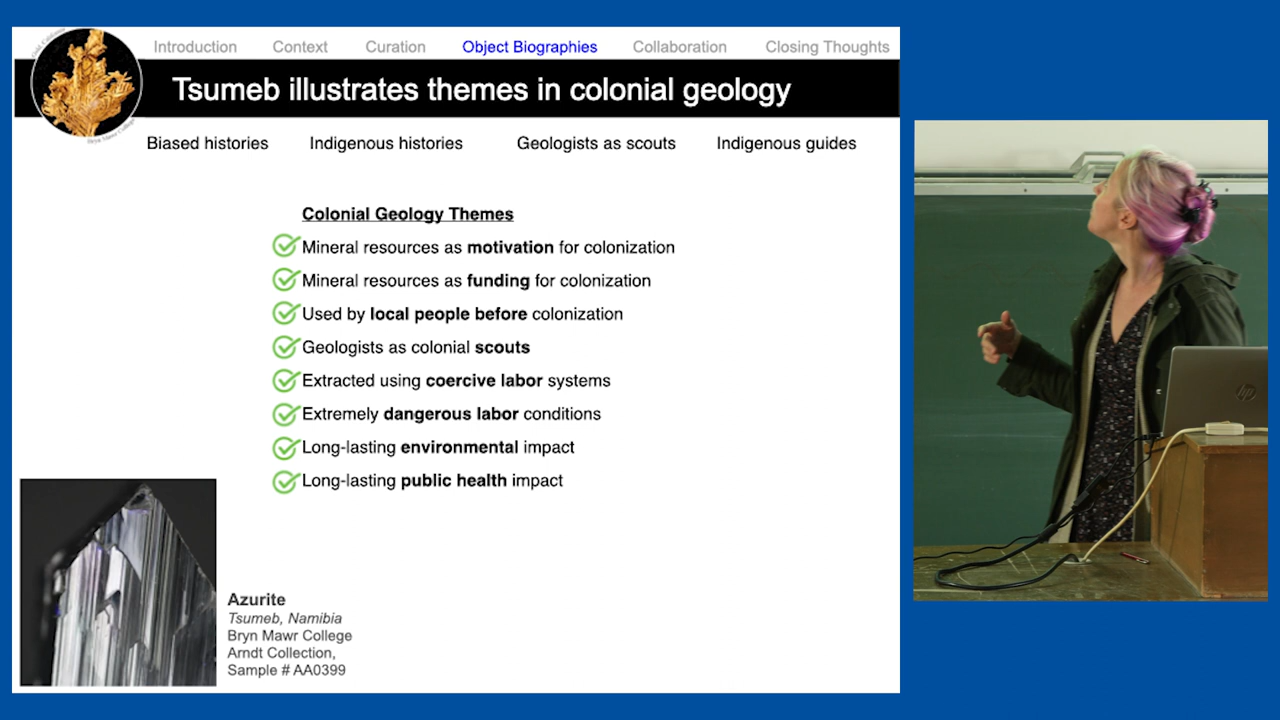 Introduction Context Curation Object Biographies Collaboration Closing Thoughts
Tsumeb illustrates themes in colonial geology
Bryn Mawr College
Biased histories Indigenous histories Geologists as scouts Indigenous guides
Colonial Geology Themes
Mineral resources as motivation for colonization
Mineral resources as funding for colonization
Used by local people before colonization
Geologists as colonial scouts
Extracted using coercive labor systems
Extremely dangerous labor conditions
Long-lasting environmental impact
Long-lasting public health impact
Azurite
Tsumeb, Namibia
Bryn Mawr College
Arndt Collection,
Sample # AA0399
hp